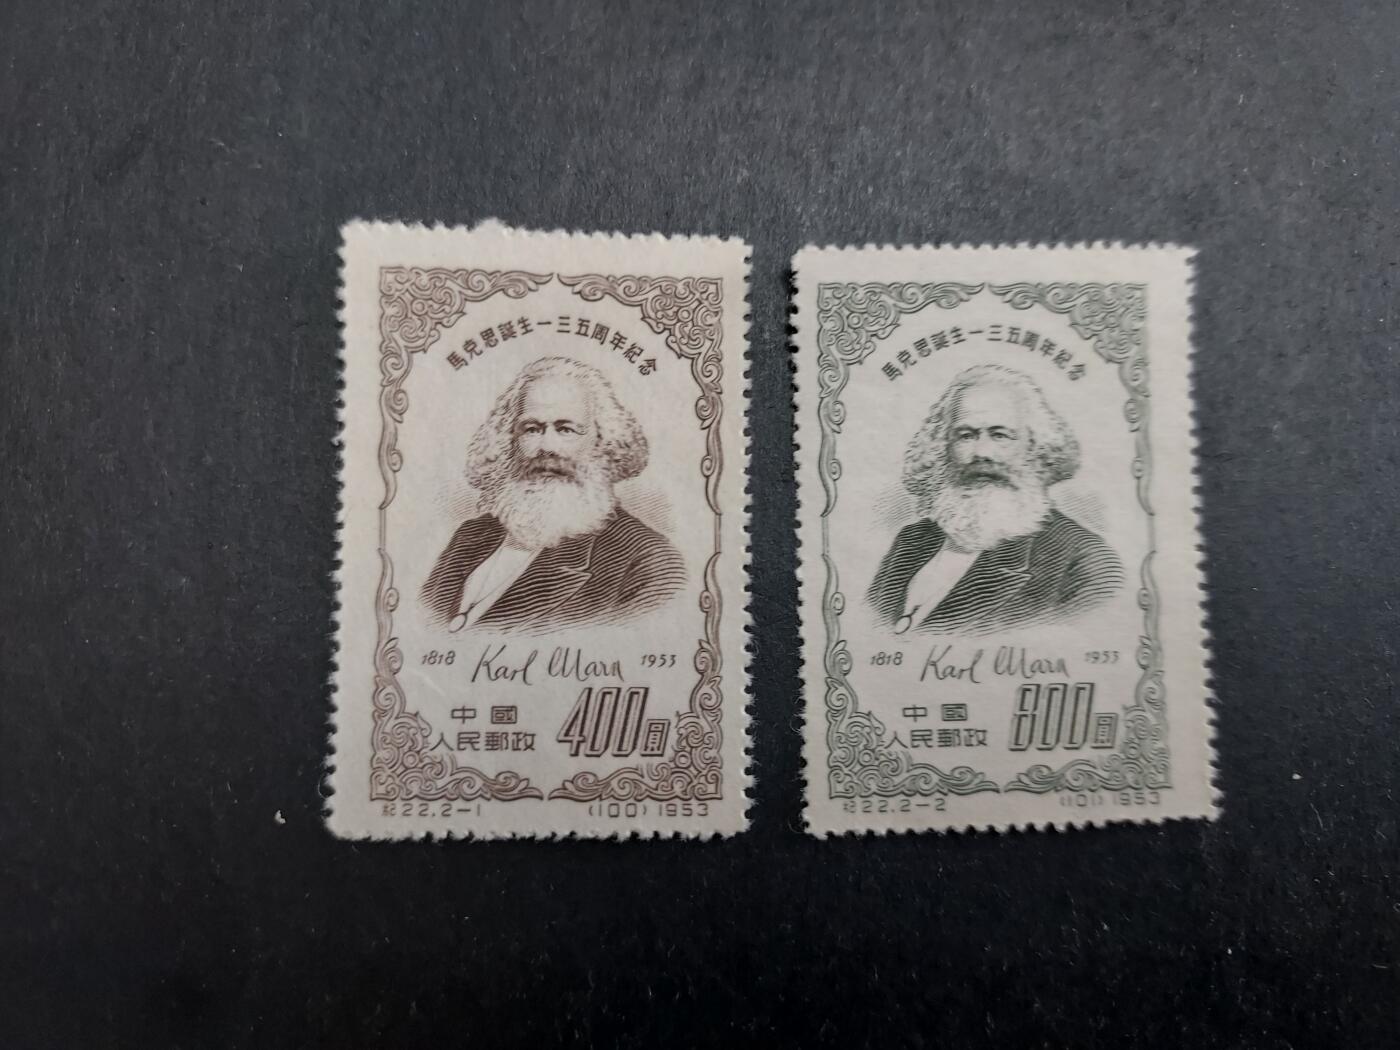 馬克思誕生一三五周年紀念
1818 Karl Marx 1953
中國
人民郵政 400圓
紀22.2-1 (100) 1953
馬克思誕生一三五周年紀念
1818 Karl Marx 1953
中國
人民郵政 800圓
紀22.2-2 (101) 1953